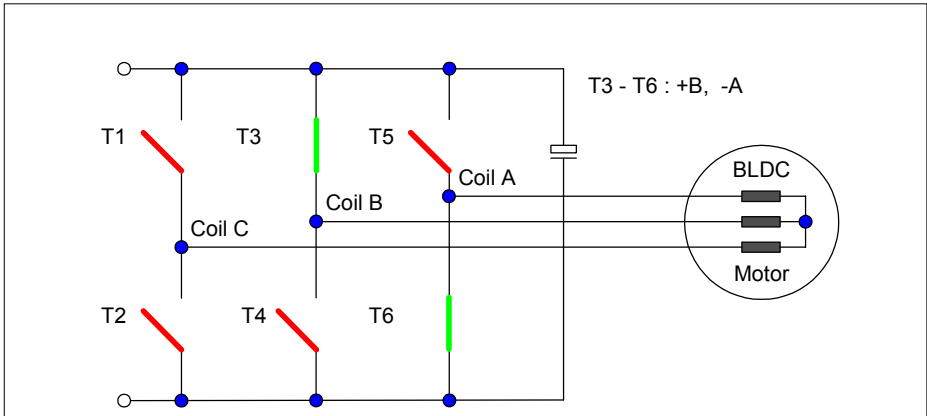 T3 - T6 : +B, -A
T1
T3
T5
BLDC
Coil A
Coil B
Coil C
Motor
T2
T4
T6